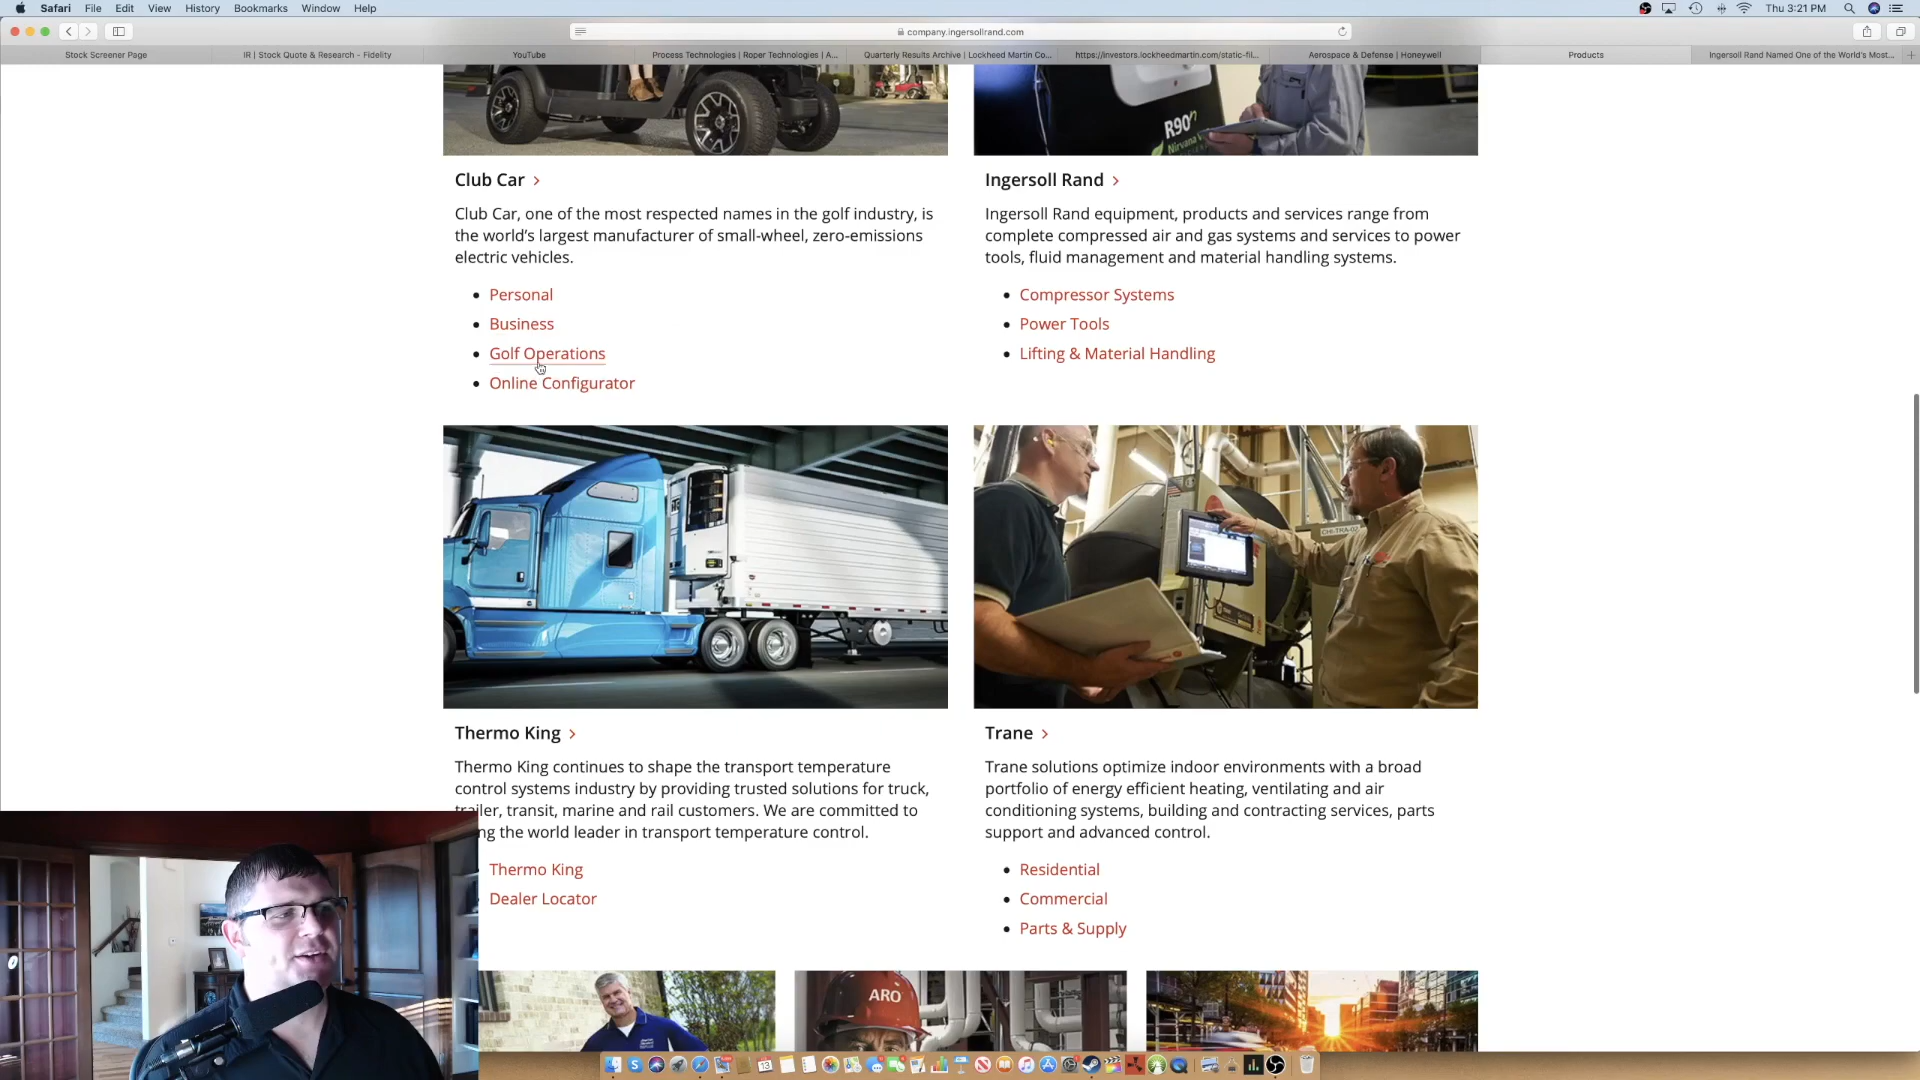 Safari File Edit View History Bookmarks Window Help Thu 3:21 PM
company.ingersollrand.com
Stock Screener Page IR | Stock Quote & Research - Fidelity YouTube Process Technologies | Roper Technologies | A... Quarterly Results Archive | Lockheed Martin Co... https://investors.lockheedmartin.com/static-fil... Aerospace & Defense | Honeywell Products Ingersoll Rand Named One of the World's Most...
R90
Nirvana
Club Car
Club Car, one of the most respected names in the golf industry, is
the world's largest manufacturer of small-wheel, zero-emissions
electric vehicles.
• Personal
• Business
• Golf Operations
• Online Configurator
Ingersoll Rand
Ingersoll Rand equipment, products and services range from
complete compressed air and gas systems and services to power
tools, fluid management and material handling systems.
• Compressor Systems
• Power Tools
• Lifting & Material Handling
CHI-TRA-02
Thermo King
Thermo King continues to shape the transport temperature
control systems industry by providing trusted solutions for truck,
trailer, transit, marine and rail customers. We are committed to
the world leader in transport temperature control.
Thermo King
Dealer Locator
Trane
Trane solutions optimize indoor environments with a broad
portfolio of energy efficient heating, ventilating and air
conditioning systems, building and contracting services, parts
support and advanced control.
• Residential
• Commercial
• Parts & Supply
ARO